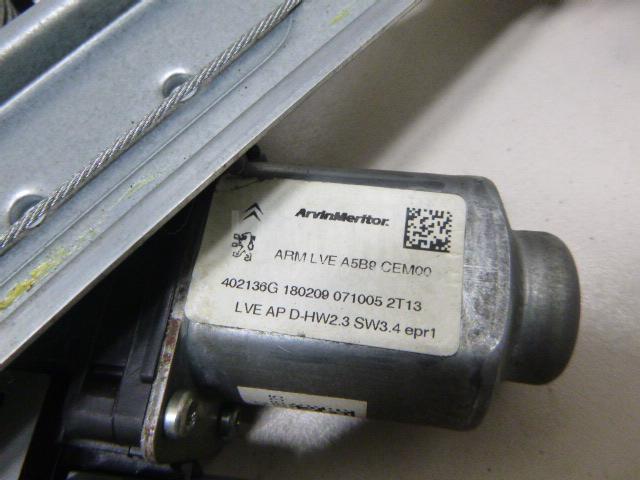 ArvinMeritor.
ARM LVE A5B9 CEM00
402136G 180209 071005 2T13
LVE AP D-HW2.3 SW3.4 epr1